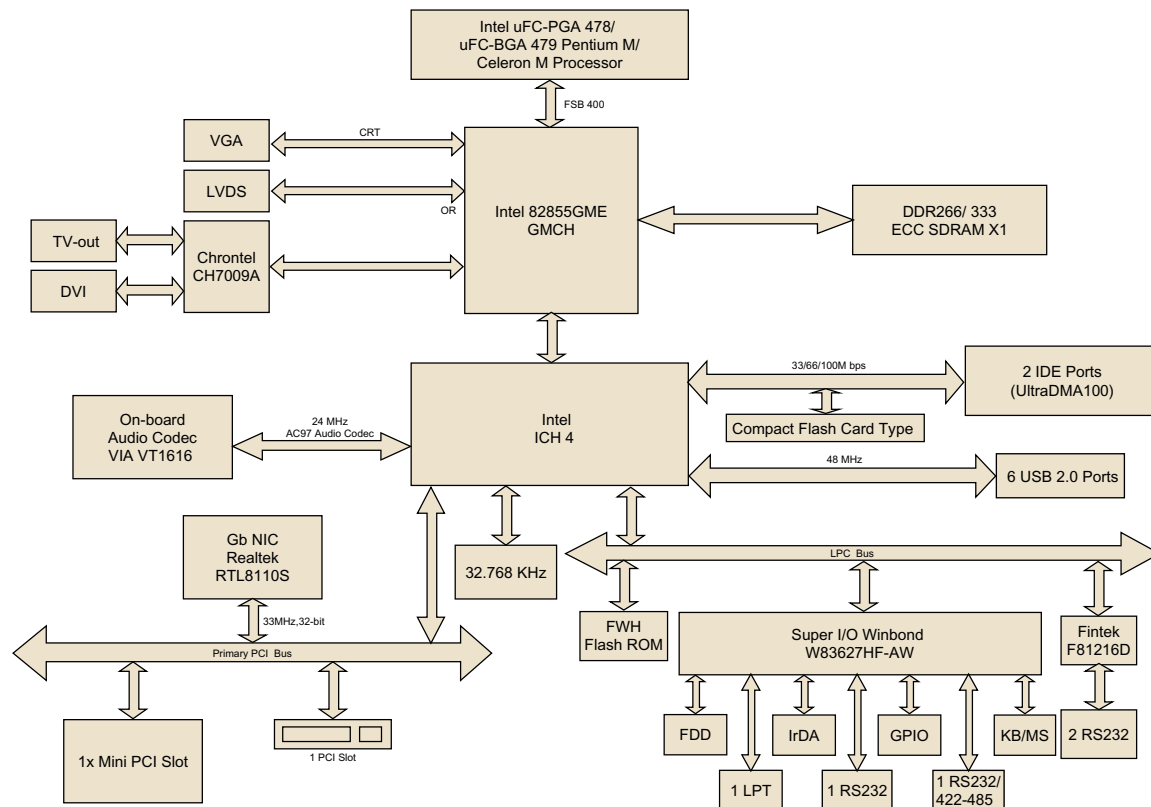 Intel uFC-PGA 478/
uFC-BGA 479 Pentium M/
Celeron M Processor
FSB 400
VGA
CRT
LVDS
OR
Intel 82855GME
GMCH
DDR266/ 333
ECC SDRAM X1
TV-out
Chrontel
CH7009A
DVI
33/66/100M bps
2 IDE Ports
(UltraDMA100)
Intel
ICH 4
On-board
Audio Codec
VIA VT1616
24 MHz
AC97 Audio Codec
Compact Flash Card Type
48 MHz
6 USB 2.0 Ports
Gb NIC
Realtek
RTL8110S
32.768 KHz
LPC Bus
33MHz,32-bit
FWH
Flash ROM
Super I/O Winbond
W83627HF-AW
Fintek
F81216D
Primary PCI Bus
FDD
IrDA
GPIO
KB/MS
2 RS232
1x Mini PCI Slot
1 PCI Slot
1 LPT
1 RS232
1 RS232/
422-485